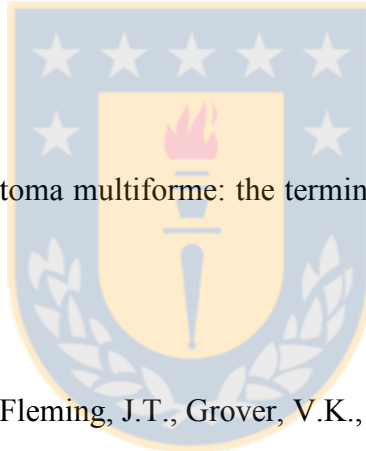 toma multiforme: the termin
Fleming, J.T., Grover, V.K.,